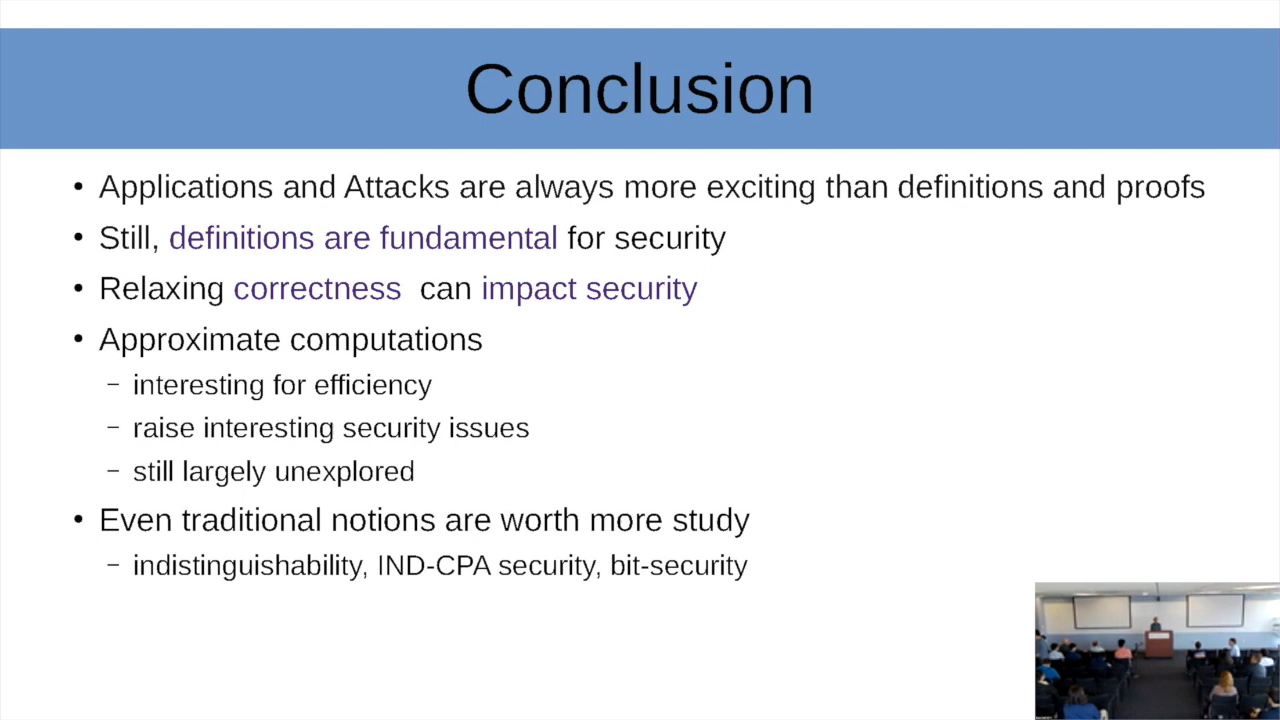 Conclusion
• Applications and Attacks are always more exciting than definitions and proofs
• Still, definitions are fundamental for security
• Relaxing correctness can impact security
• Approximate computations
– interesting for efficiency
– raise interesting security issues
– still largely unexplored
• Even traditional notions are worth more study
– indistinguishability, IND-CPA security, bit-security